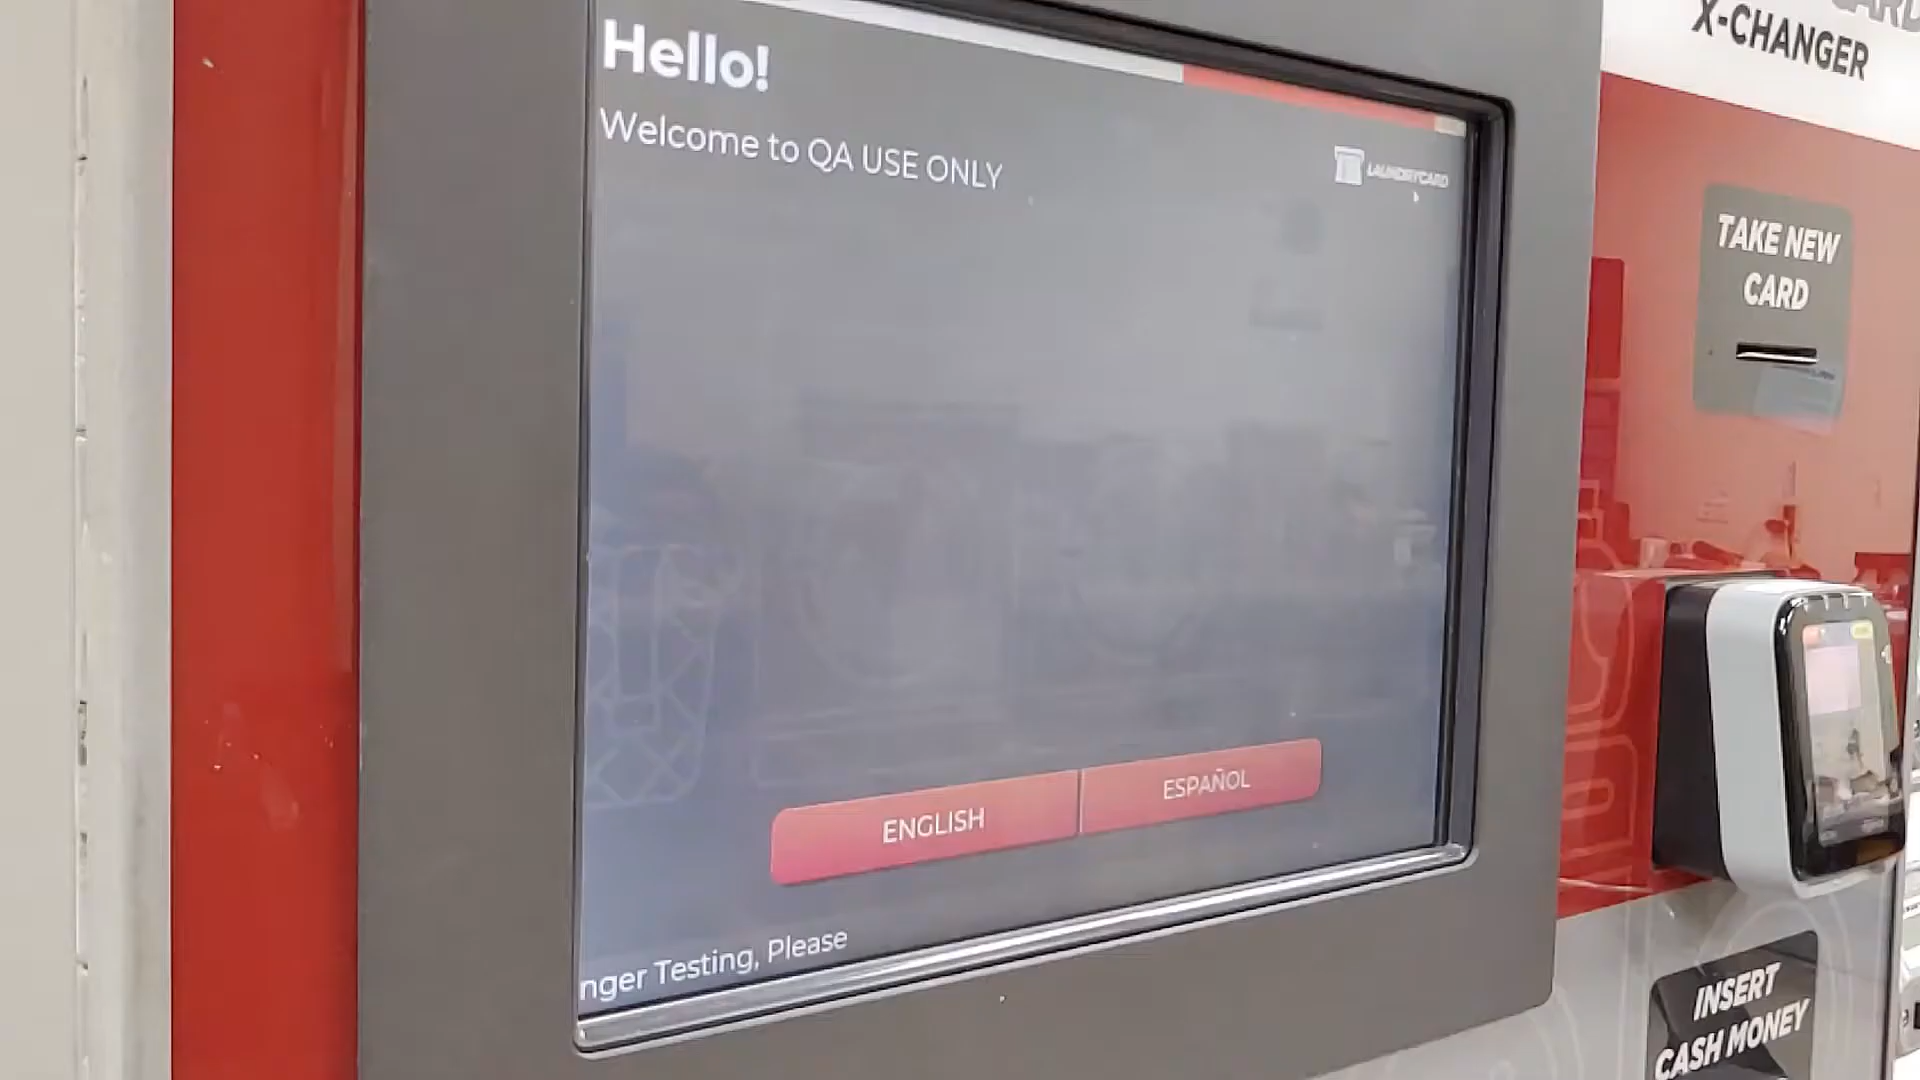 Hello!
Welcome to QA USE ONLY
LAUNDRYCARD
ENGLISH
ESPAÑOL
nger Testing, Please
X-CHANGER
TAKE NEW
CARD
INSERT
CASH MONEY